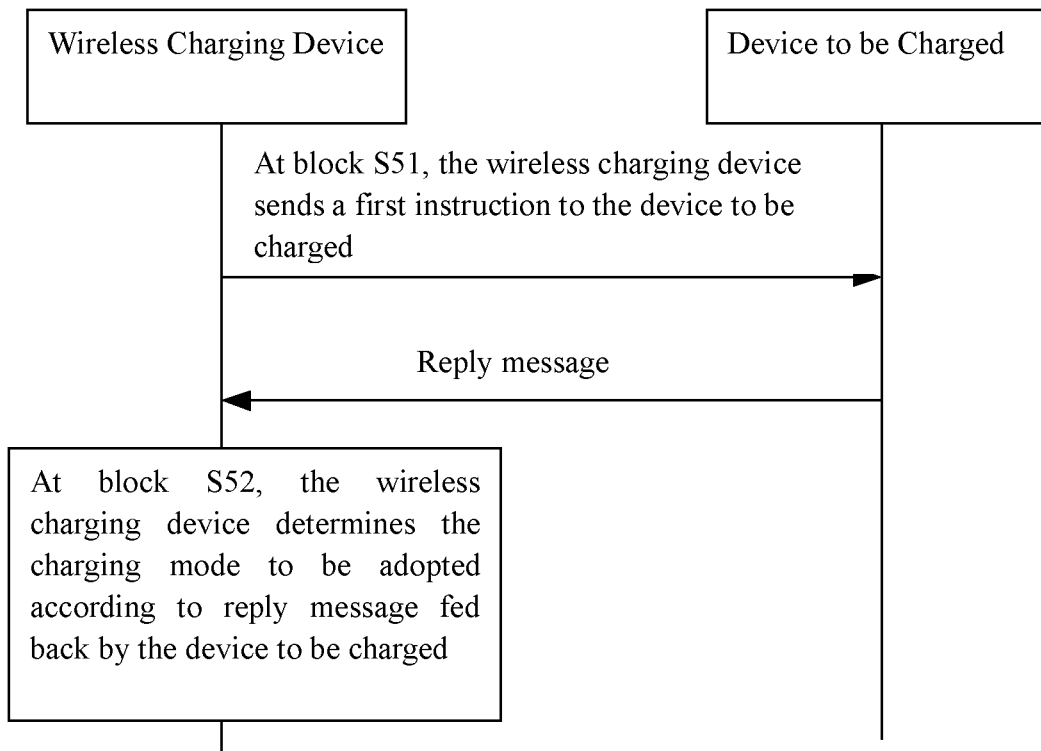 Wireless Charging Device
Device to be Charged
At block S51, the wireless charging device
sends a first instruction to the device to be
charged
Reply message
At block S52, the wireless
charging device determines the
charging mode to be adopted
according to reply message fed
back by the device to be charged